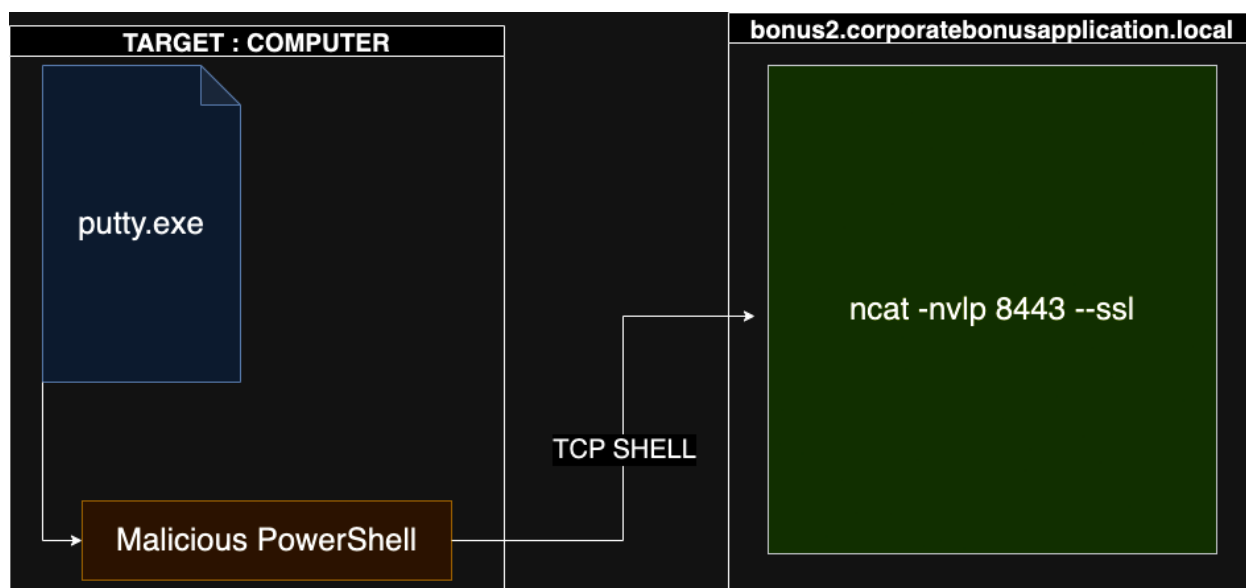 TARGET : COMPUTER
bonus2.corporatebonusapplication.local
putty.exe
ncat -nvlp 8443 --ssl
TCP SHELL
Malicious PowerShell